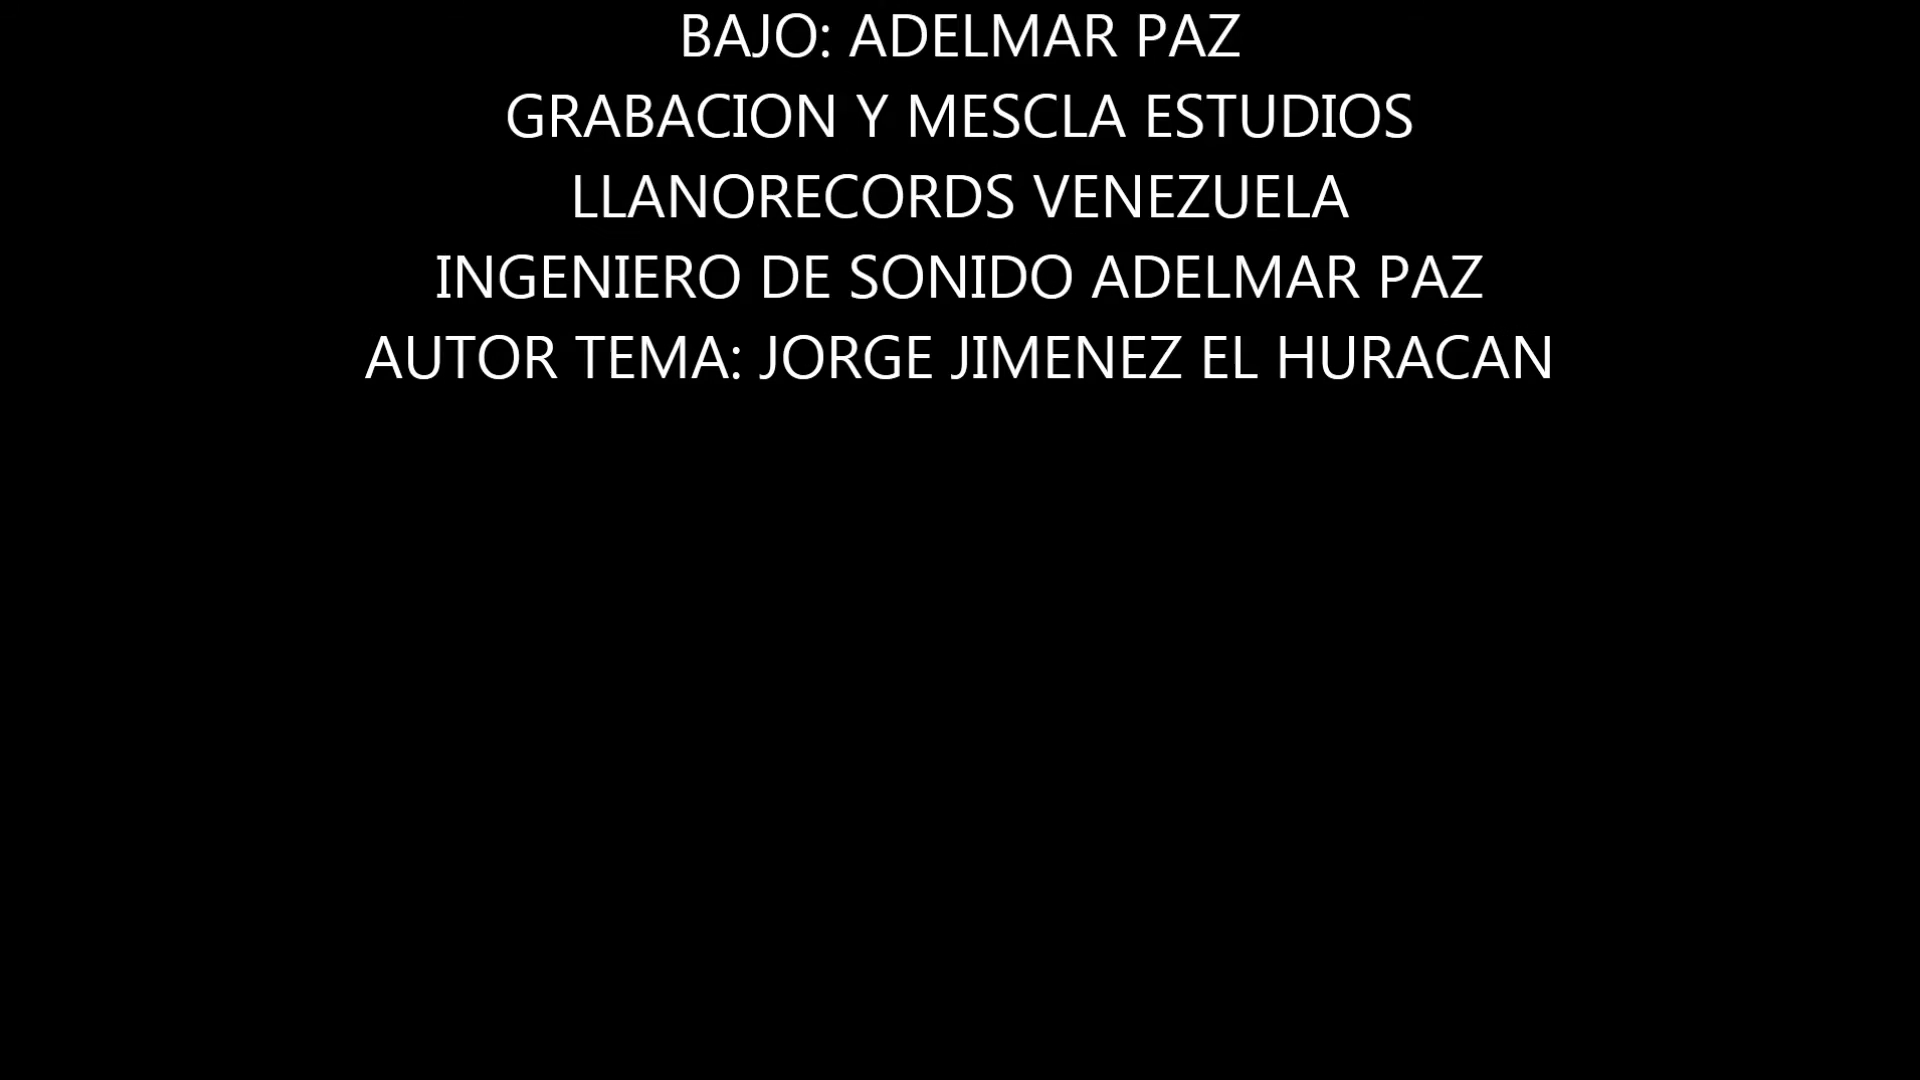 BAJO: ADELMAR PAZ
GRABACION Y MESCLA ESTUDIOS
LLANORECORDS VENEZUELA
INGENIERO DE SONIDO ADELMAR PAZ
AUTOR TEMA: JORGE JIMENEZ EL HURACAN